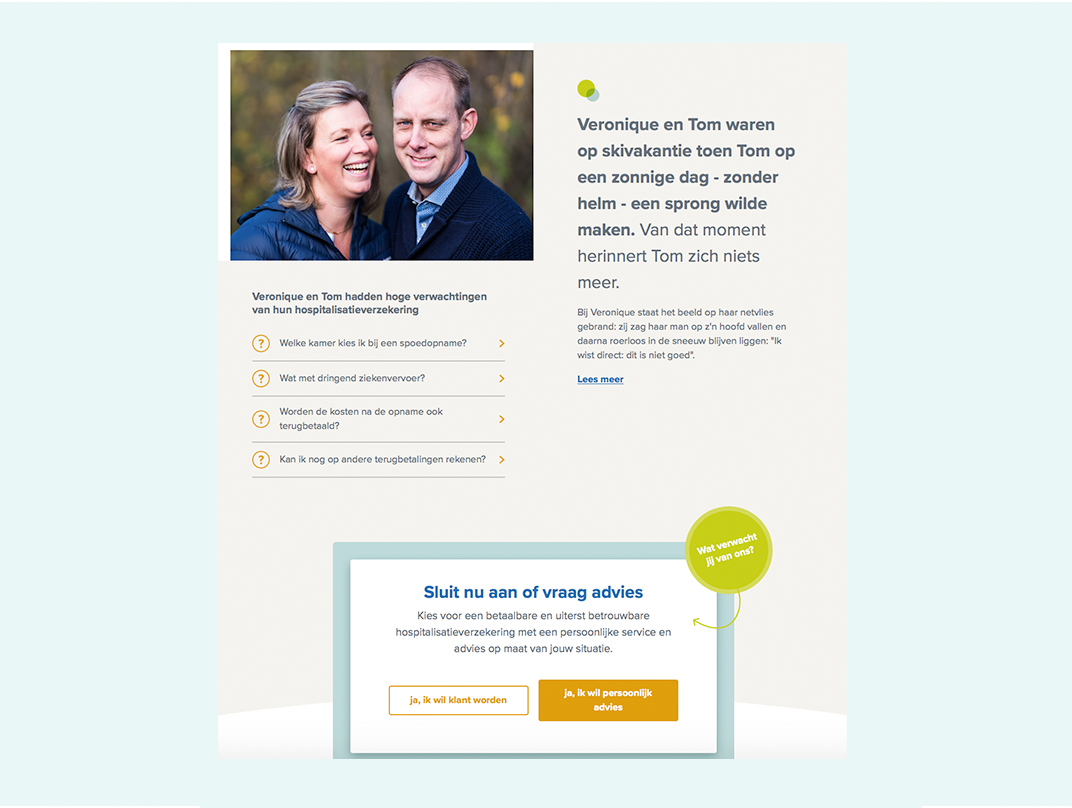 Veronique en Tom waren
op skivakantie toen Tom op
een zonnige dag - zonder
helm - een sprong wilde
maken. Van dat moment
herinnert Tom zich niets
meer.
Bij Veronique staat het beeld op haar netvlies
gebrand: zij zag haar man op z'n hoofd vallen en
daarna roerloos in de sneeuw blijven liggen: "Ik
wist direct: dit is niet goed".
Lees meer
Veronique en Tom hadden hoge verwachtingen
van hun hospitalisatieverzekering
? Welke kamer kies ik bij een spoedopname?
? Wat met dringend ziekenvervoer?
? Worden de kosten na de opname ook
terugbetaald?
? Kan ik nog op andere terugbetalingen rekenen?
Wat verwacht
jij van ons?
Sluit nu aan of vraag advies
Kies voor een betaalbare en uiterst betrouwbare
hospitalisatieverzekering met een persoonlijke service en
advies op maat van jouw situatie.
ja, ik wil klant worden
ja, ik wil persoonlijk
advies